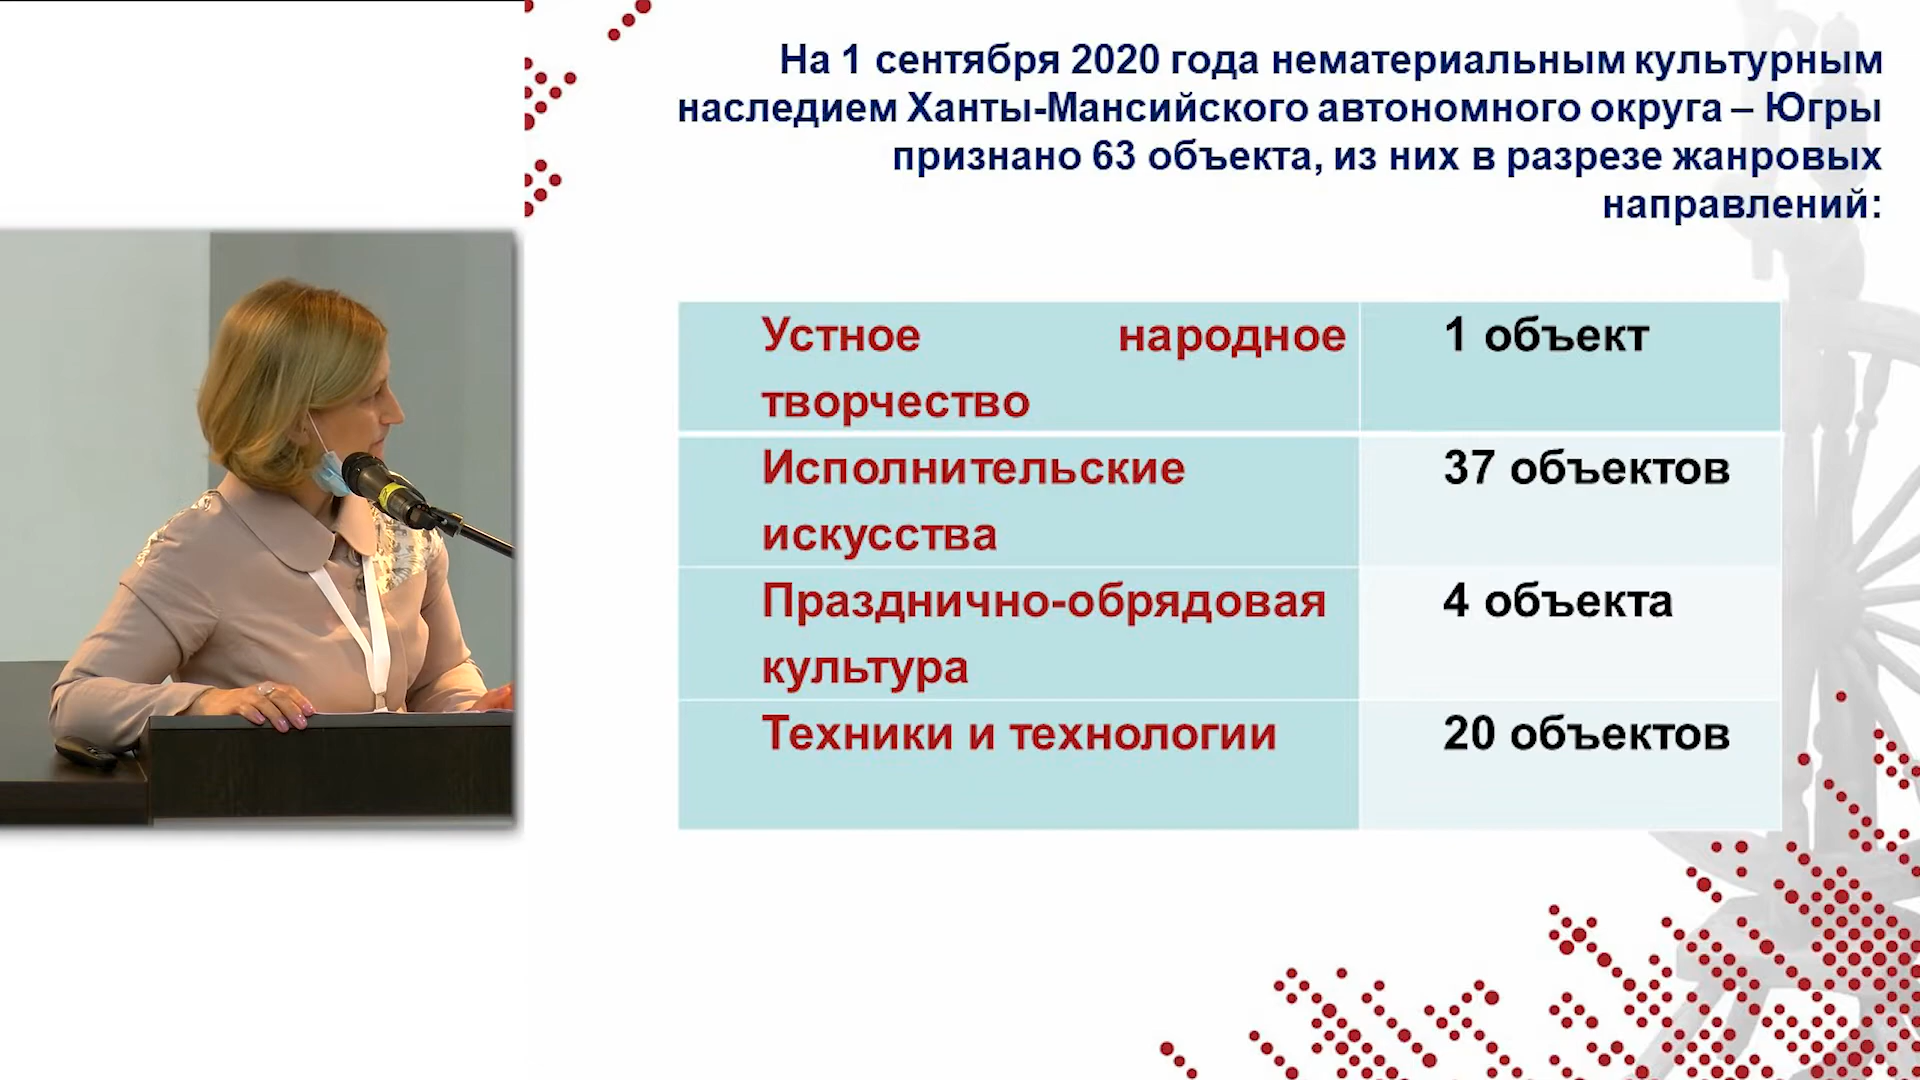 На 1 сентября 2020 года нематериальным культурным
наследием Ханты-Мансийского автономного округа – Югры
признано 63 объекта, из них в разрезе жанровых
направлений:
Устное народное 1 объект
творчество
Исполнительские 37 объектов
искусства
Празднично-обрядовая 4 объекта
культура
Техники и технологии 20 объектов